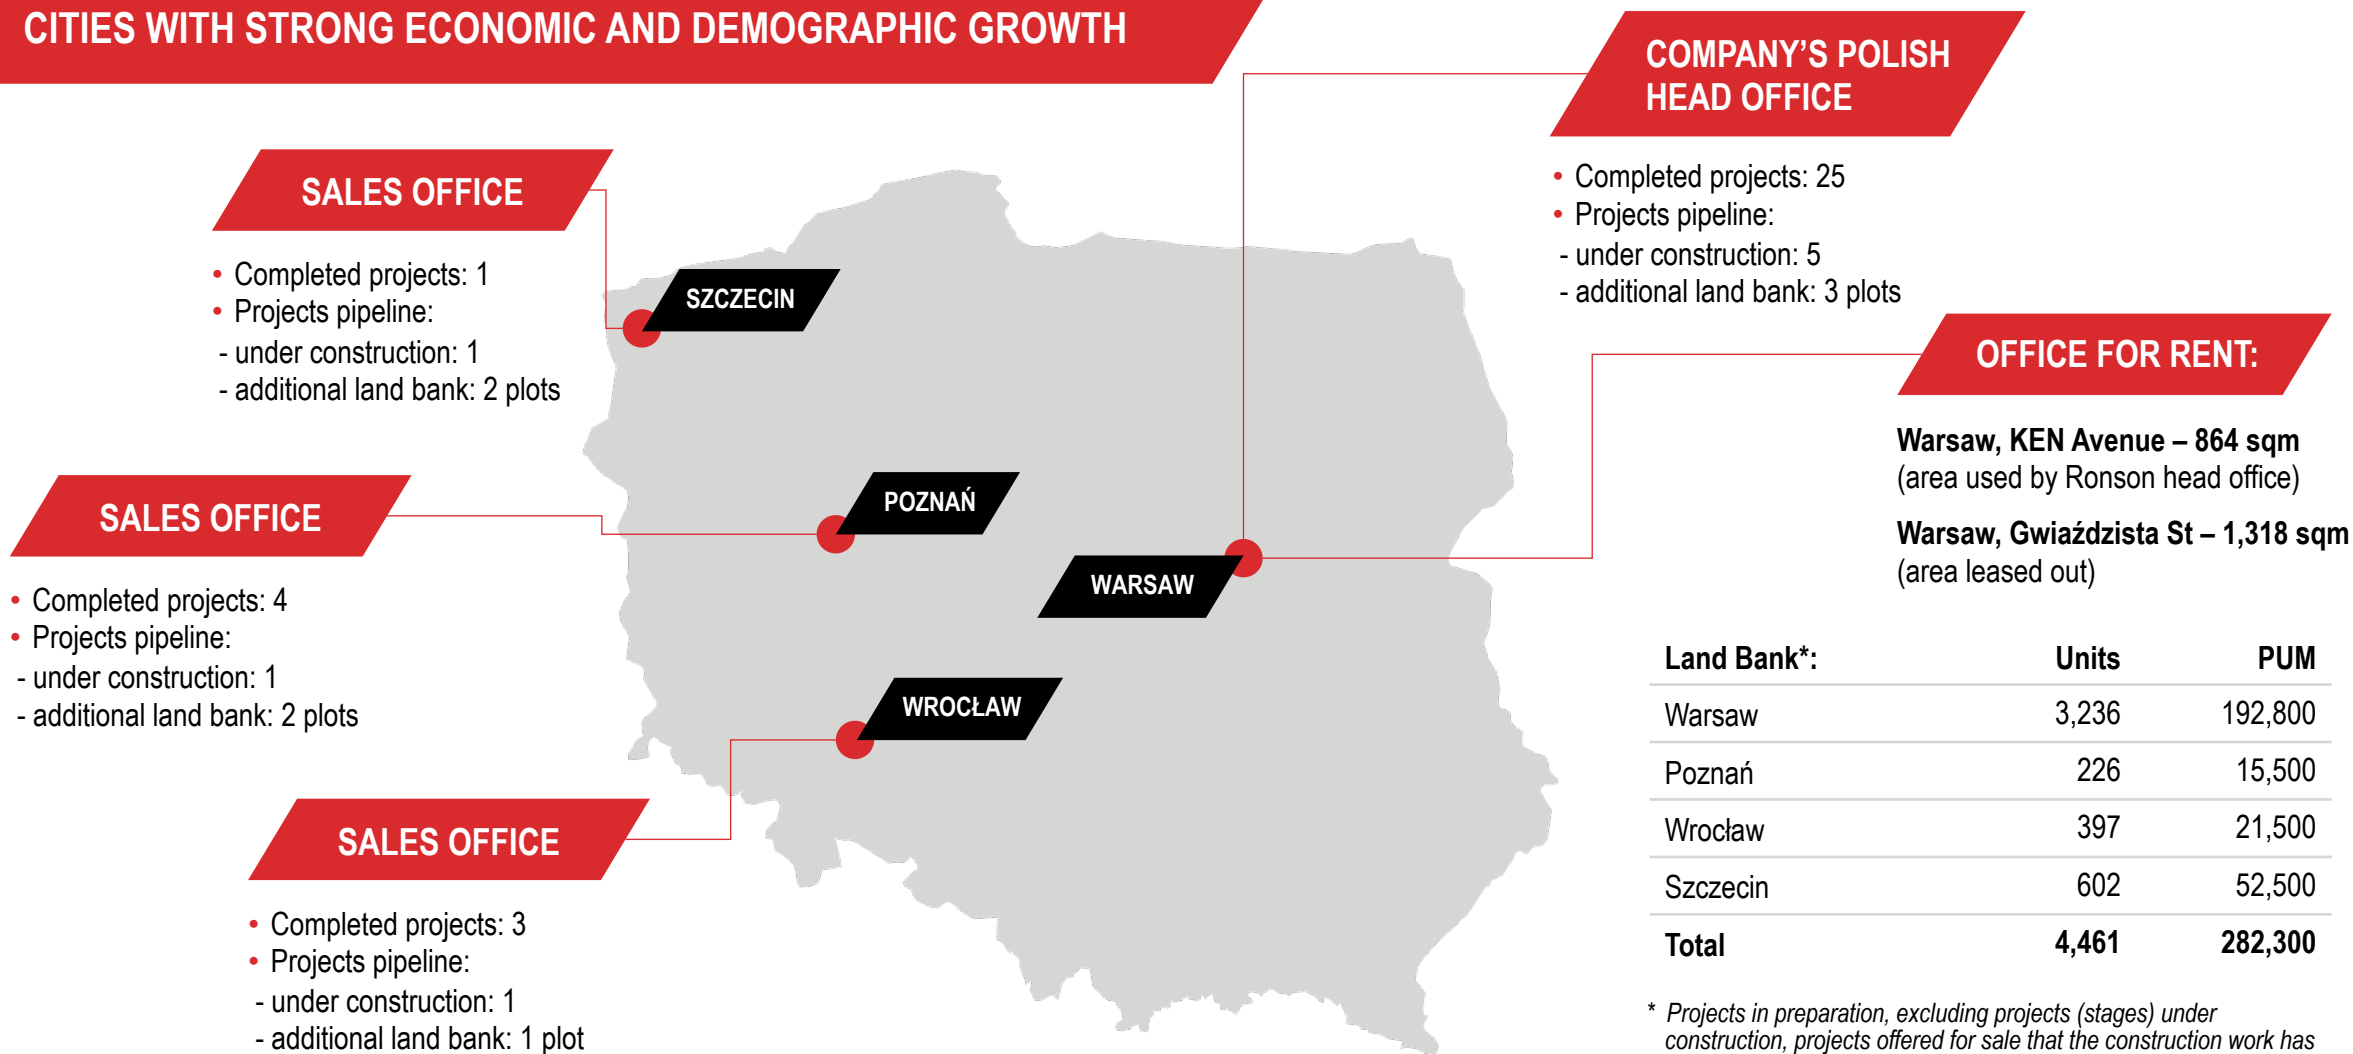 CITIES WITH STRONG ECONOMIC AND DEMOGRAPHIC GROWTH
COMPANY’S POLISH
HEAD OFFICE
• Completed projects: 25
• Projects pipeline:
- under construction: 5
- additional land bank: 3 plots
SALES OFFICE
• Completed projects: 1
• Projects pipeline:
- under construction: 1
- additional land bank: 2 plots
SZCZECIN
OFFICE FOR RENT:
Warsaw, KEN Avenue – 864 sqm
(area used by Ronson head office)
Warsaw, Gwiaździsta St – 1,318 sqm
(area leased out)
SALES OFFICE
• Completed projects: 4
• Projects pipeline:
- under construction: 1
- additional land bank: 2 plots
POZNAŃ
WARSAW
WROCŁAW
SALES OFFICE
• Completed projects: 3
• Projects pipeline:
- under construction: 1
- additional land bank: 1 plot
Land Bank*: Units PUM
Warsaw 3,236 192,800
Poznań 226 15,500
Wrocław 397 21,500
Szczecin 602 52,500
Total 4,461 282,300
* Projects in preparation, excluding projects (stages) under
construction, projects offered for sale that the construction work has